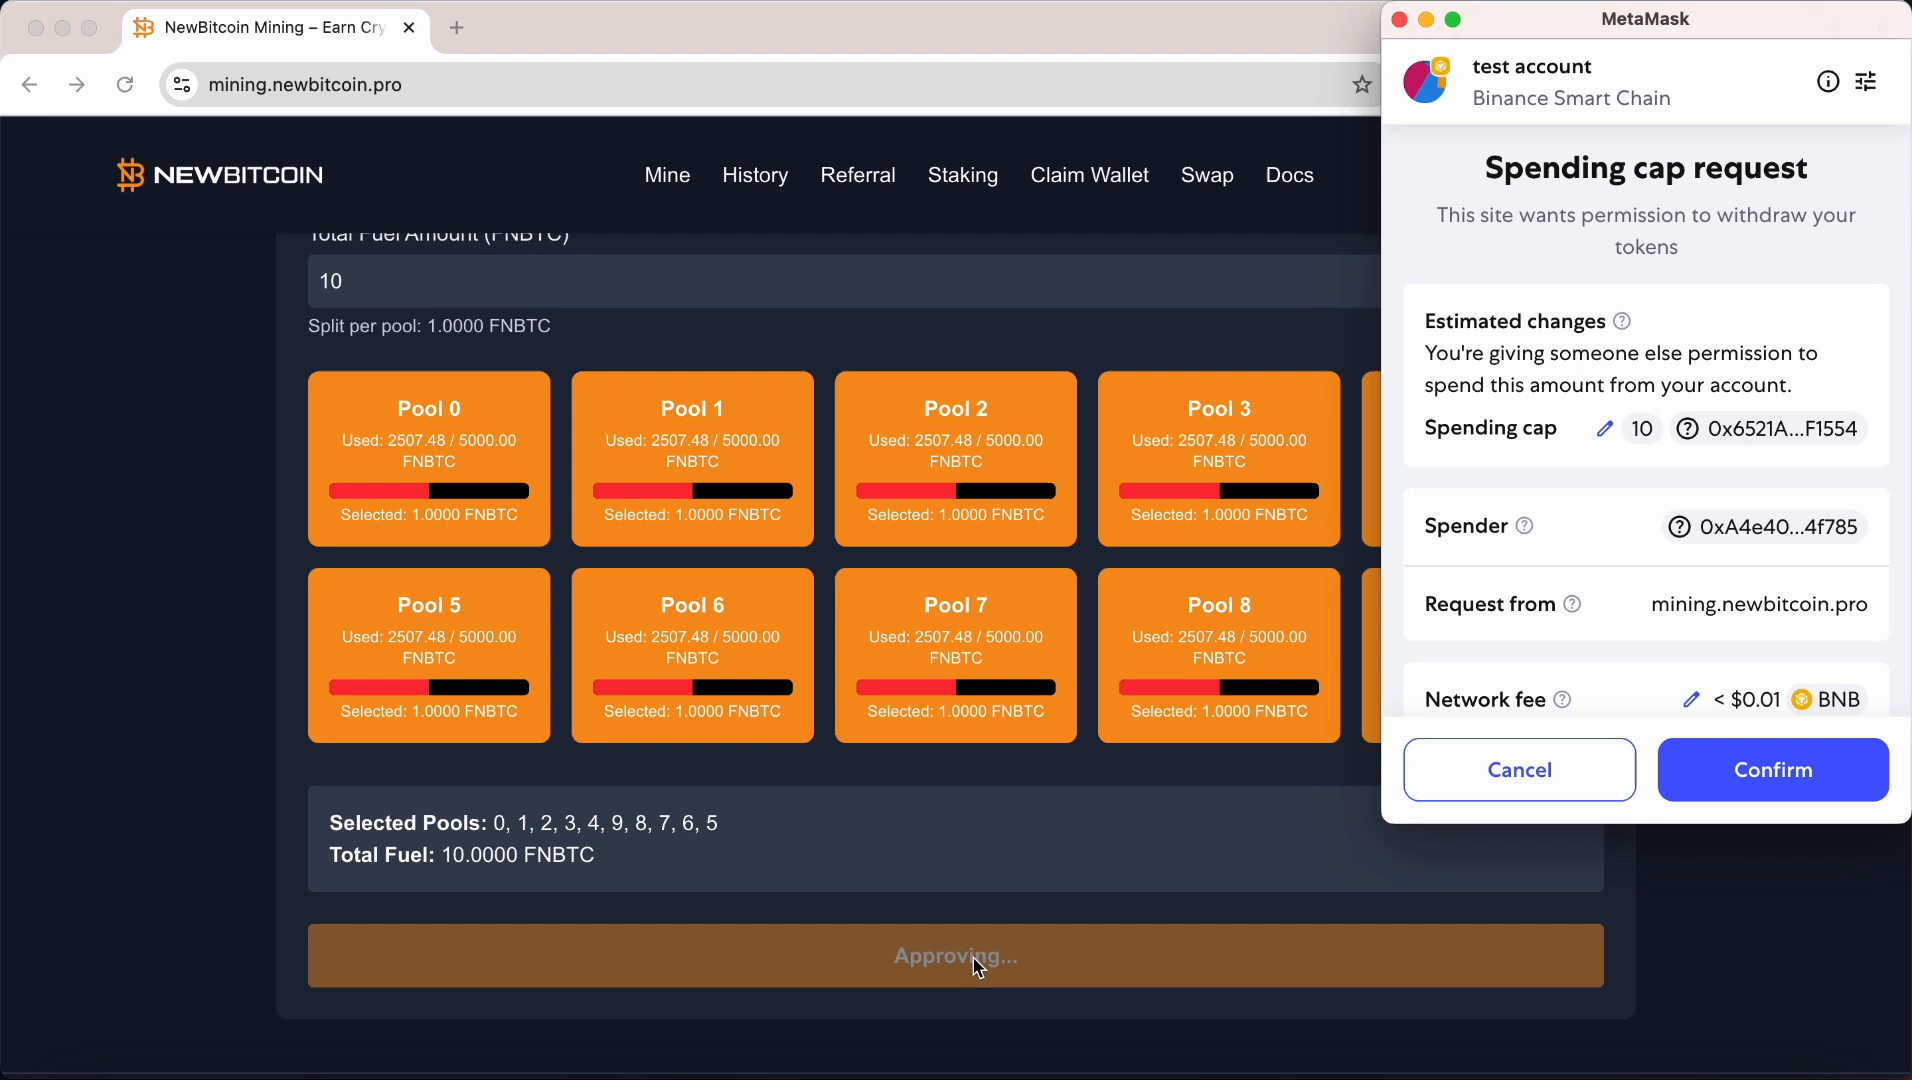 NewBitcoin Mining – Earn Cry
mining.newbitcoin.pro
NEWBITCOIN
Mine
History
Referral
Staking
Claim Wallet
Swap
Docs
Total Fuel Amount (FNBTC)
10
Split per pool: 1.0000 FNBTC
Pool 0
Used: 2507.48 / 5000.00
FNBTC
Selected: 1.0000 FNBTC
Pool 1
Used: 2507.48 / 5000.00
FNBTC
Selected: 1.0000 FNBTC
Pool 2
Used: 2507.48 / 5000.00
FNBTC
Selected: 1.0000 FNBTC
Pool 3
Used: 2507.48 / 5000.00
FNBTC
Selected: 1.0000 FNBTC
Pool 5
Used: 2507.48 / 5000.00
FNBTC
Selected: 1.0000 FNBTC
Pool 6
Used: 2507.48 / 5000.00
FNBTC
Selected: 1.0000 FNBTC
Pool 7
Used: 2507.48 / 5000.00
FNBTC
Selected: 1.0000 FNBTC
Pool 8
Used: 2507.48 / 5000.00
FNBTC
Selected: 1.0000 FNBTC
Selected Pools: 0, 1, 2, 3, 4, 9, 8, 7, 6, 5
Total Fuel: 10.0000 FNBTC
Approving...
MetaMask
test account
Binance Smart Chain
Spending cap request
This site wants permission to withdraw your
tokens
Estimated changes
You're giving someone else permission to
spend this amount from your account.
Spending cap 10 0x6521A...F1554
Spender 0xA4e40...4f785
Request from mining.newbitcoin.pro
Network fee < $0.01 BNB
Cancel
Confirm